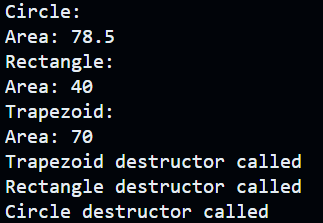 Circle:
Area: 78.5
Rectangle:
Area: 40
Trapezoid:
Area: 70
Trapezoid destructor called
Rectangle destructor called
Circle destructor called